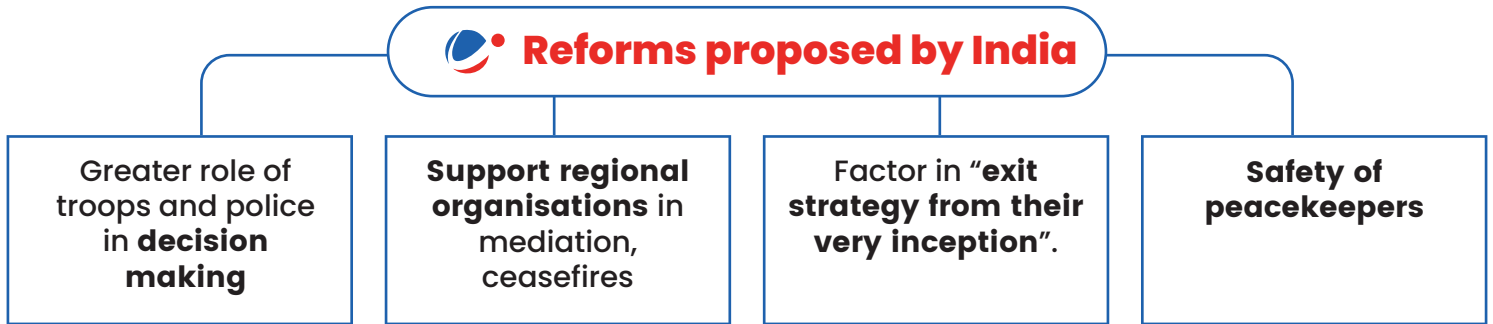 Reforms proposed by India
Greater role of
troops and police
in decision
making
Support regional
organisations in
mediation,
ceasefires
Factor in “exit
strategy from their
very inception”.
Safety of
peacekeepers